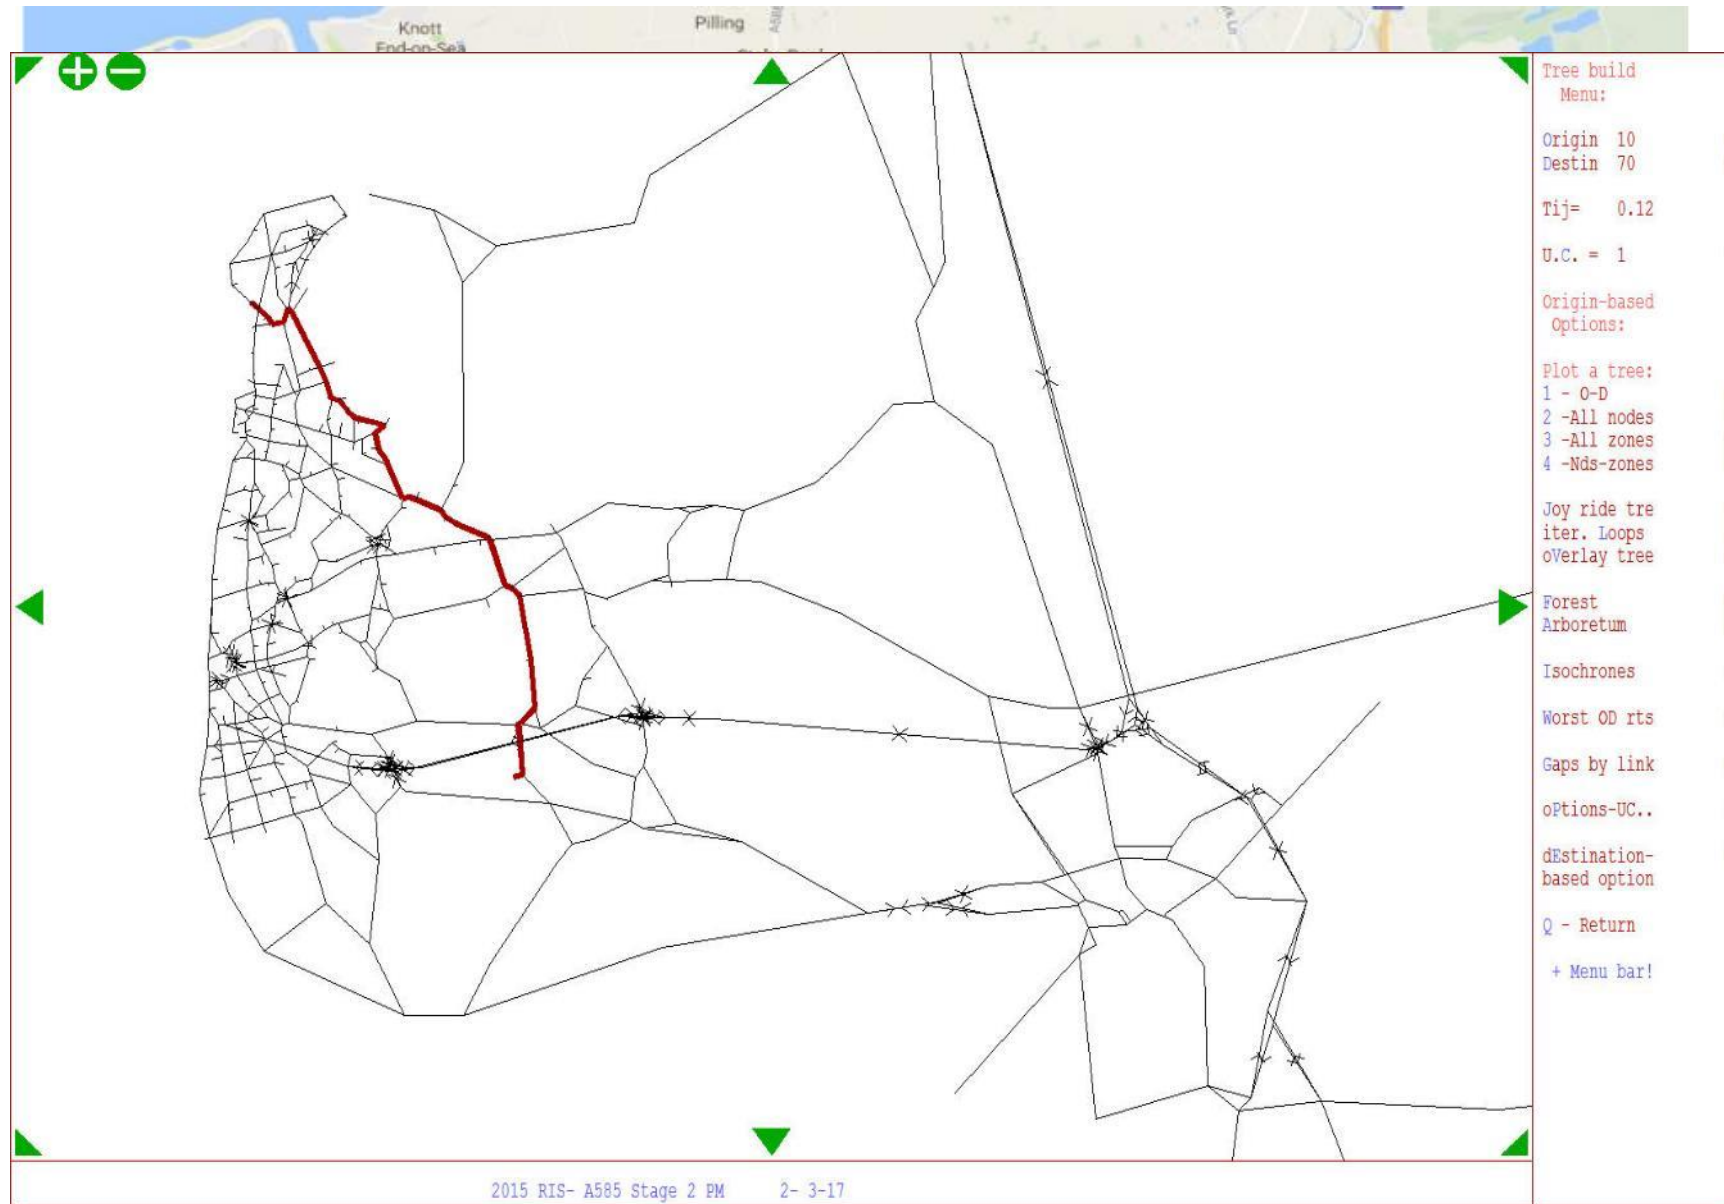 Knott
End-on-Sea
Pilling
A588
Tree build
Menu:
Origin 10
Destin 70
Tij= 0.12
U.C. = 1
Origin-based
Options:
Plot a tree:
1 - O-D
2 -All nodes
3 -All zones
4 -Nds-zones
Joy ride tre
iter. Loops
oVerlay tree
Forest
Arboretum
Isochrones
Worst OD rts
Gaps by link
oPtions-UC..
dEstination-
based option
Q - Return
+ Menu bar!
2015 RIS- A585 Stage 2 PM 2- 3-17